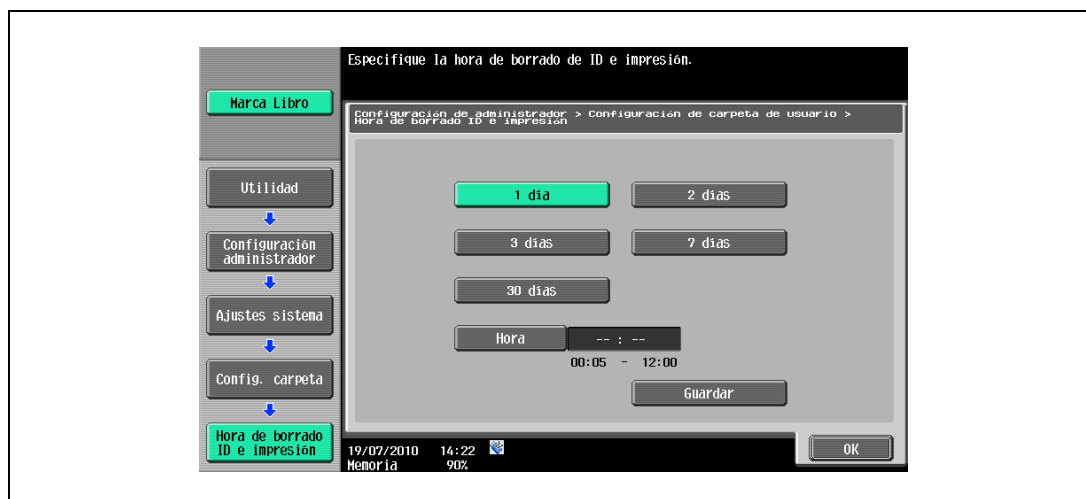 Especifique la hora de borrado de ID e impresión.
Marca Libro
Configuración de administrador > Configuración de carpeta de usuario >
Hora de borrado ID e impresión
Utilidad
Configuración
administrador
Ajustes sistema
Config. carpeta
Hora de borrado
ID e impresión
1 día
2 días
3 días
7 días
30 días
Hora
-- : --
00:05 - 12:00
Guardar
19/07/2010 14:22
Memoria 90%
OK